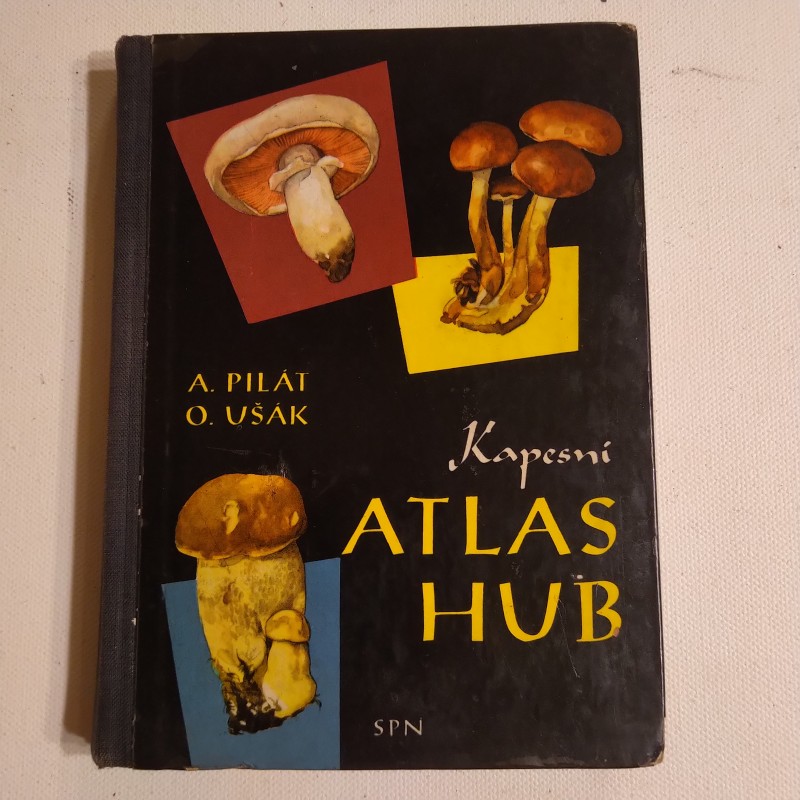 A. PILÁT
O. UŠÁK
Kapesní
ATLAS
HUB
SPN